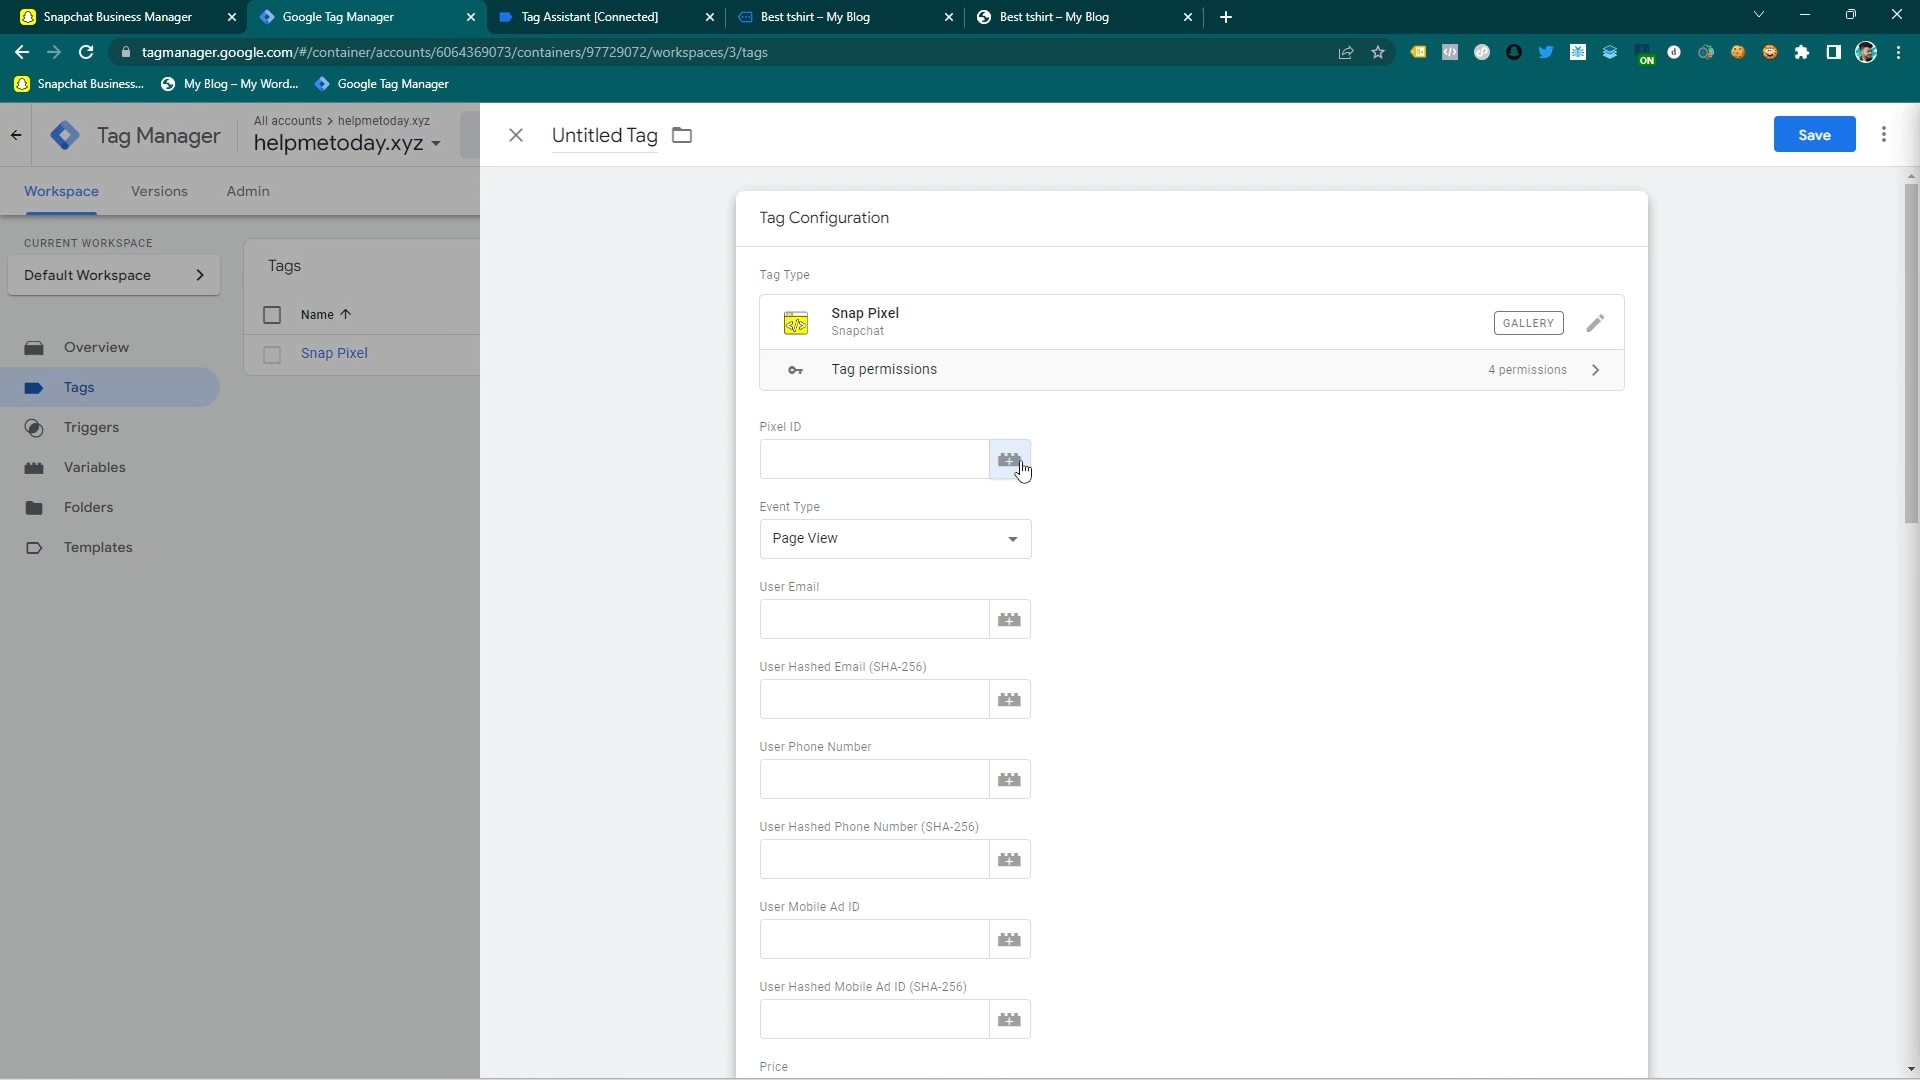 Snapchat Business Manager
Google Tag Manager
Tag Assistant [Connected]
Best tshirt – My Blog
Best tshirt – My Blog
tagmanager.google.com/#/container/accounts/6064369073/containers/97729072/workspaces/3/tags
ON
Snapchat Business...
My Blog – My Word...
Google Tag Manager
Tag Manager
All accounts > helpmetoday.xyz
helpmetoday.xyz
Untitled Tag
Save
Workspace
Versions
Admin
CURRENT WORKSPACE
Default Workspace
Overview
Tags
Triggers
Variables
Folders
Templates
Tags
Name
Snap Pixel
Tag Configuration
Tag Type
Snap Pixel
Snapchat
GALLERY
Tag permissions
4 permissions
Pixel ID
Event Type
Page View
User Email
User Hashed Email (SHA-256)
User Phone Number
User Hashed Phone Number (SHA-256)
User Mobile Ad ID
User Hashed Mobile Ad ID (SHA-256)
Price